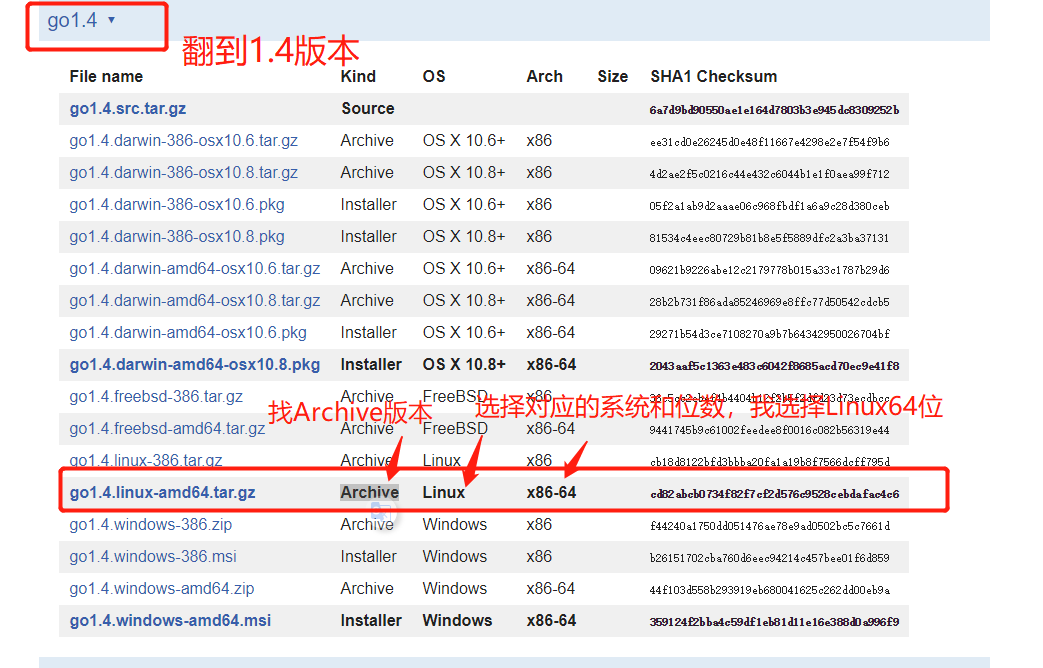 go1.4 ▾
翻到1.4版本
File name Kind OS Arch Size SHA1 Checksum
go1.4.src.tar.gz Source 6a7d9bd90550ae1e164d7803b3e945dc8309252b
go1.4.darwin-386-osx10.6.tar.gz Archive OS X 10.6+ x86 ee31cd0e26245d0e48f11667e4298e2e7f54f9b6
go1.4.darwin-386-osx10.8.tar.gz Archive OS X 10.8+ x86 4d2ae2f5c0216c44e432c6044b1e1f0aea99f712
go1.4.darwin-386-osx10.6.pkg Installer OS X 10.6+ x86 05f2a1ab9d2aaae06c968fbdf1a6a9c28d380ceb
go1.4.darwin-386-osx10.8.pkg Installer OS X 10.8+ x86 81534c4eec80729b81b8e5f5889dfc2a3ba37131
go1.4.darwin-amd64-osx10.6.tar.gz Archive OS X 10.6+ x86-64 09621b9226abe12c2179778b015a33c1787b29d6
go1.4.darwin-amd64-osx10.8.tar.gz Archive OS X 10.8+ x86-64 28b2b731f86ada85246969e8ffc77d50542cdcb5
go1.4.darwin-amd64-osx10.6.pkg Installer OS X 10.6+ x86-64 29271b54d3ce7108270a9b7b64342950026704bf
go1.4.darwin-amd64-osx10.8.pkg Installer OS X 10.8+ x86-64 2043aaf5c1363e483c6042f8685acd70ec9e41f8
go1.4.freebsd-386.tar.gz Archive FreeBSD x86
找Archive版本 选择对应的系统和位数，我选择Linux64位
go1.4.freebsd-amd64.tar.gz Archive FreeBSD x86-64 9441745b9c61002feedee8f0016c082b56319e44
go1.4.linux-386.tar.gz Archive Linux x86 cb18d8122bfd3bbba20fa1a19b8f7566dcff795d
go1.4.linux-amd64.tar.gz Archive Linux x86-64 cd82abcb0734f82f7cf2d576c9528cebdafac4c6
go1.4.windows-386.zip Archive Windows x86 f44240a1750dd051476ae78e9ad0502bc5c7661d
go1.4.windows-386.msi Installer Windows x86 b26151702cba760d6eec94214c457bee01f6d859
go1.4.windows-amd64.zip Archive Windows x86-64 44f103d558b293919eb680041625c262dd00eb9a
go1.4.windows-amd64.msi Installer Windows x86-64 359124f2bba4c59df1eb81d11e16e388d0a996f9